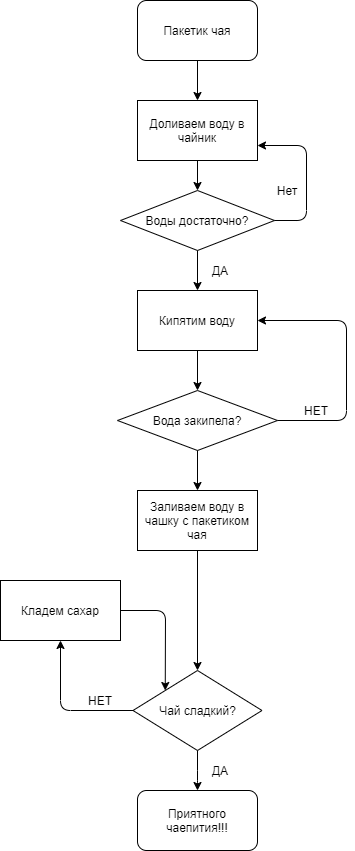 Пакетик чая
Доливаем воду в
чайник
Нет
Воды достаточно?
ДА
Кипятим воду
НЕТ
Вода закипела?
Заливаем воду в
чашку с пакетиком
чая
Кладем сахар
НЕТ
Чай сладкий?
ДА
Приятного
чаепития!!!